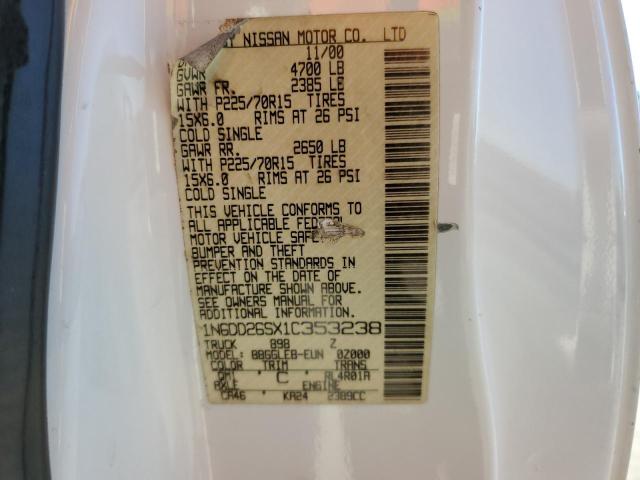 BY NISSAN MOTOR CO. LTD
11/00
GVWR 4700 LB
GAWR FR. 2385 LB
WITH P225/70R15 TIRES
15X6.0 RIMS AT 26 PSI
COLD SINGLE
GAWR RR. 2650 LB
WITH P225/70R15 TIRES
15X6.0 RIMS AT 26 PSI
COLD SINGLE
THIS VEHICLE CONFORMS TO
ALL APPLICABLE
MOTOR VEHICLE
BUMPER AND THEFT
PREVENTION STANDARDS IN
EFFECT ON THE DATE OF
MANUFACTURE SHOWN ABOVE.
SEE OWNERS MANUAL FOR
ADDITIONAL INFORMATION.
1N6DD26SX1C353238
TRUCK 898 Z
MODEL: BBGGLEB-EUN 0Z000
COLOR TRIM TRANS
QM1 C RL4R01A
AXLE ENGINE
CA46 KA24 2389CC